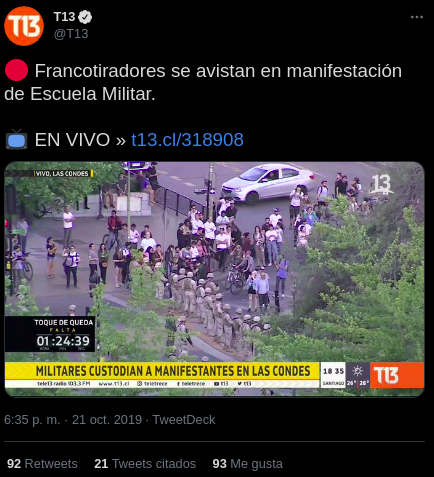 T13
T13
@T13
Francotiradores se avistan en manifestación
de Escuela Militar.
EN VIVO » t13.cl/318908
VIVO, LAS CONDES
13
TOQUE DE QUEDA
FALTA
01:24:39
MILITARES CUSTODIAN A MANIFESTANTES EN LAS CONDES
18 35
SANTIAGO
28°
T13
tele13 radio 103.3 FM www.t13.cl teletrece teletrece t13 t13
6:35 p. m. · 21 oct. 2019 · TweetDeck
92 Retweets 21 Tweets citados 93 Me gusta